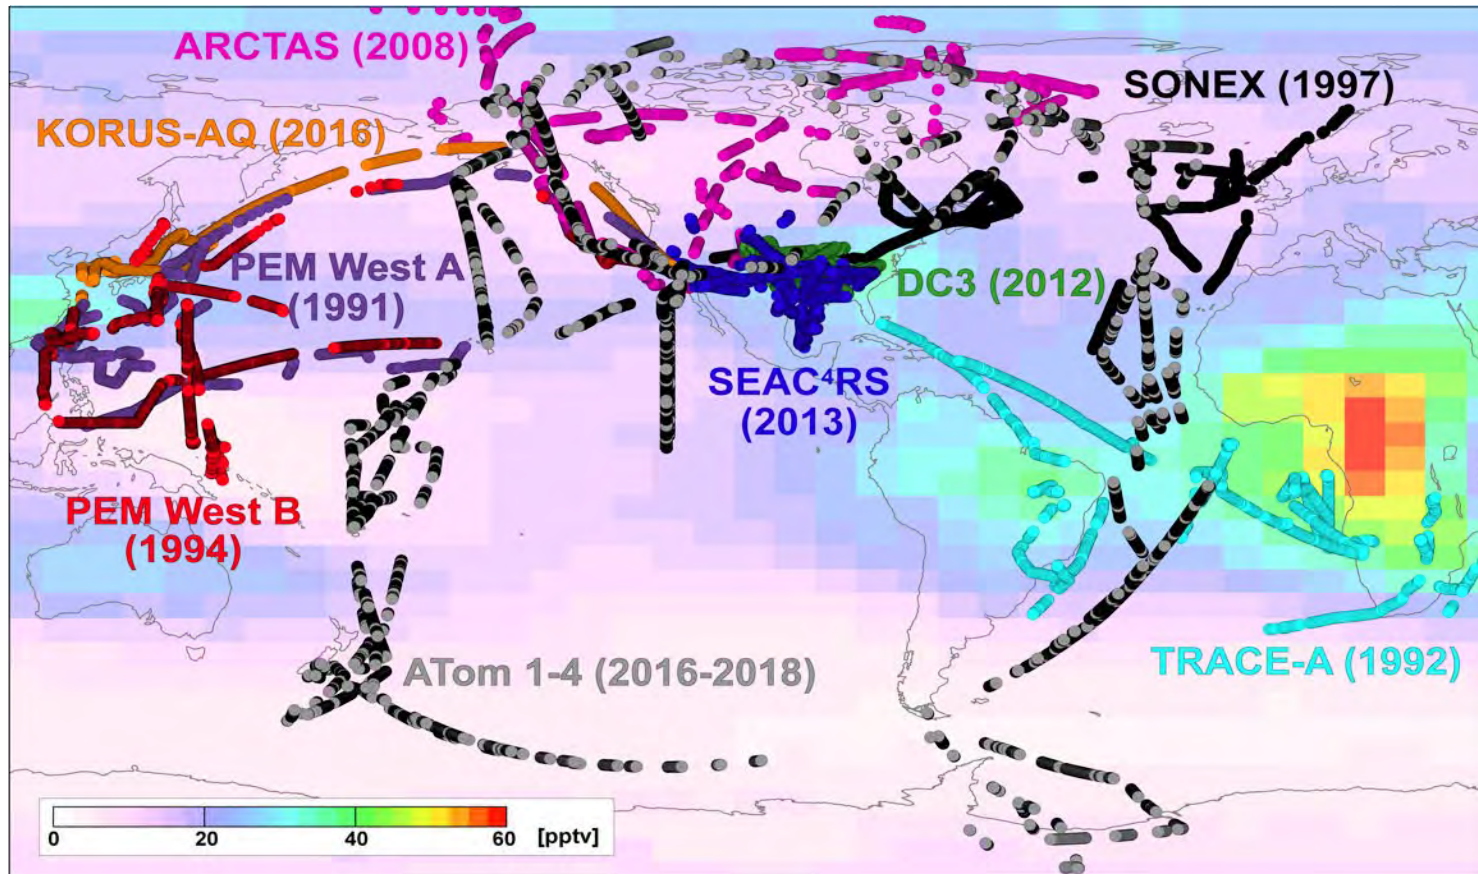 ARCTAS (2008)
SONEX (1997)
KORUS-AQ (2016)
PEM West A
(1991)
DC3 (2012)
SEAC⁴RS
(2013)
PEM West B
(1994)
ATom 1-4 (2016-2018)
TRACE-A (1992)
0 20 40 60 [pptv]